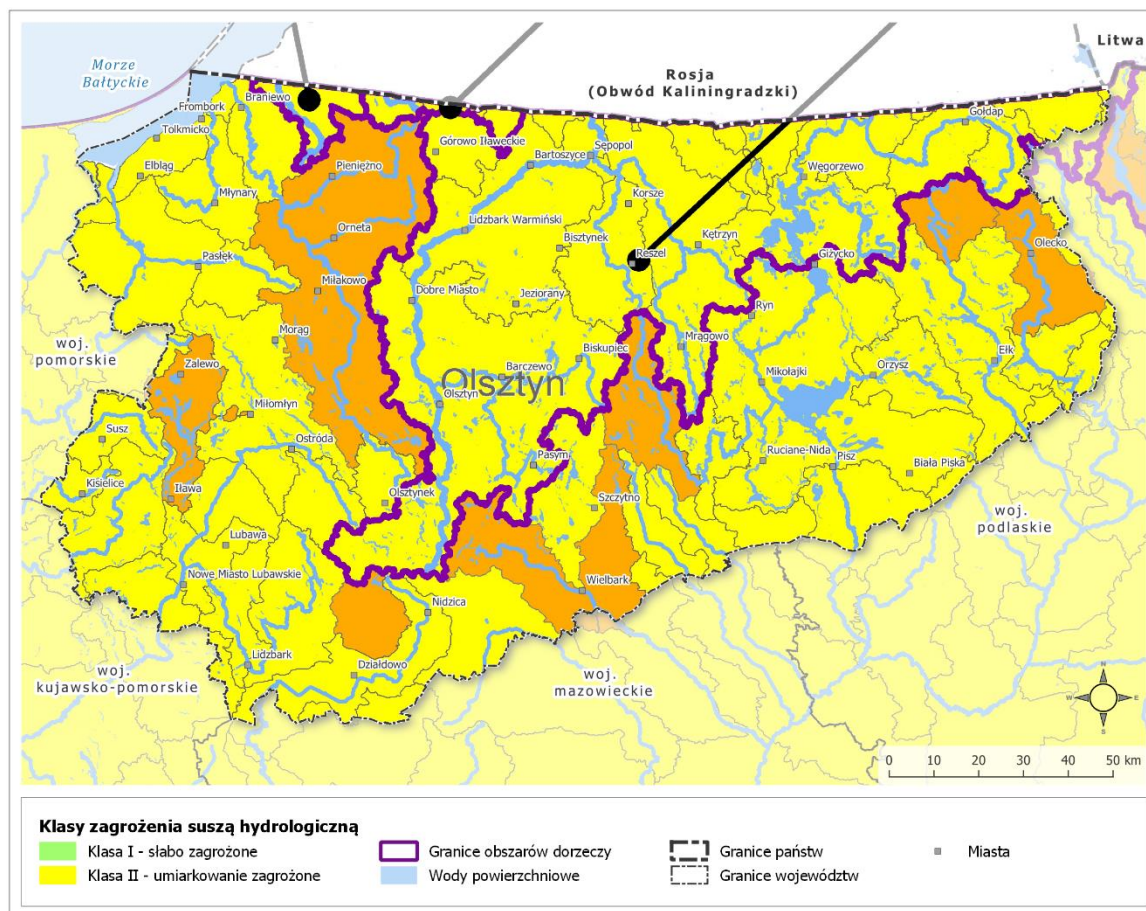 Morze
Bałtyckie
Rosja
(Obwód Kaliningradzki)
Litwa
Frombork
Braniewo
Tolkmicko
Elbląg
Młynary
Pieniężno
Górowo Iławeckie
Bartoszyce
Sępopol
Gołdap
Węgorzewo
Korsze
Orneta
Lidzbark Warmiński
Bisztynek
Kętrzyn
Reszel
Pasłęk
Giżycko
Olecko
Miłakowo
Dobre Miasto
Jeziorany
Ryn
Morąg
Mrągowo
woj.
pomorskie
Zalewo
Barczewo
Biskupiec
Olsztyn
Mikołajki
Orzysz
Ełk
Olsztyn
Miłomłyn
Susz
Ostróda
Pasym
Ruciane-Nida
Pisz
Biała Piska
Kisielice
Iława
Olsztynek
Szczytno
woj.
podlaskie
Lubawa
Nowe Miasto Lubawskie
Wielbark
Nidzica
Lidzbark
Działdowo
woj.
kujawsko-pomorskie
woj.
mazowieckie
N
W
E
S
0 10 20 30 40 50 km
Klasy zagrożenia suszą hydrologiczną
Klasa I - słabo zagrożone
Klasa II - umiarkowanie zagrożone
Granice obszarów dorzeczy
Wody powierzchniowe
Granice państw
Granice województw
Miasta